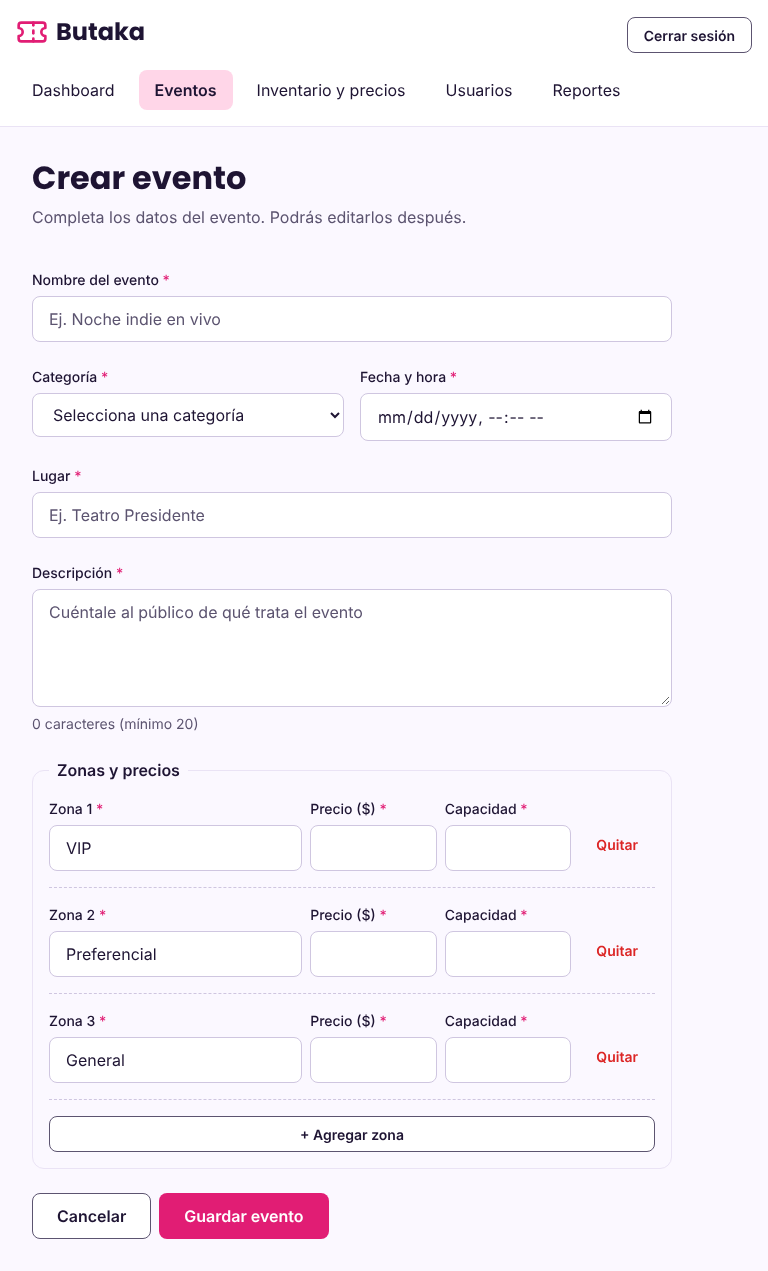 Butaka
Cerrar sesión
Dashboard Eventos Inventario y precios Usuarios Reportes
Crear evento
Completa los datos del evento. Podrás editarlos después.
Nombre del evento *
Ej. Noche indie en vivo
Categoría * Fecha y hora *
Selecciona una categoría mm/dd/yyyy, --:-- --
Lugar *
Ej. Teatro Presidente
Descripción *
Cuéntale al público de qué trata el evento
0 caracteres (mínimo 20)
Zonas y precios
Zona 1 * Precio ($) * Capacidad *
VIP Quitar
Zona 2 * Precio ($) * Capacidad *
Preferencial Quitar
Zona 3 * Precio ($) * Capacidad *
General Quitar
+ Agregar zona
Cancelar Guardar evento